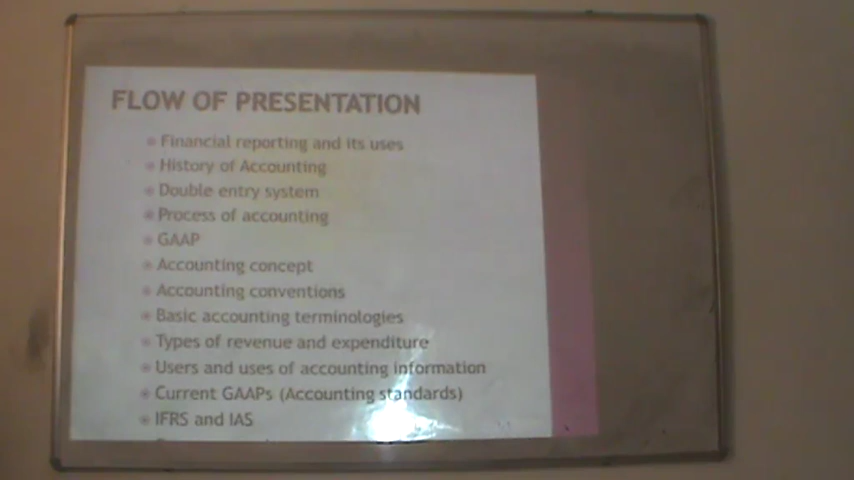 FLOW OF PRESENTATION
Financial reporting and its uses
History of Accounting
Double entry system
Process of accounting
GAAP
Accounting concept
Accounting conventions
Basic accounting terminologies
Types of revenue and expenditure
Users and uses of accounting information
Current GAAPs (Accounting standards)
IFRS and IAS